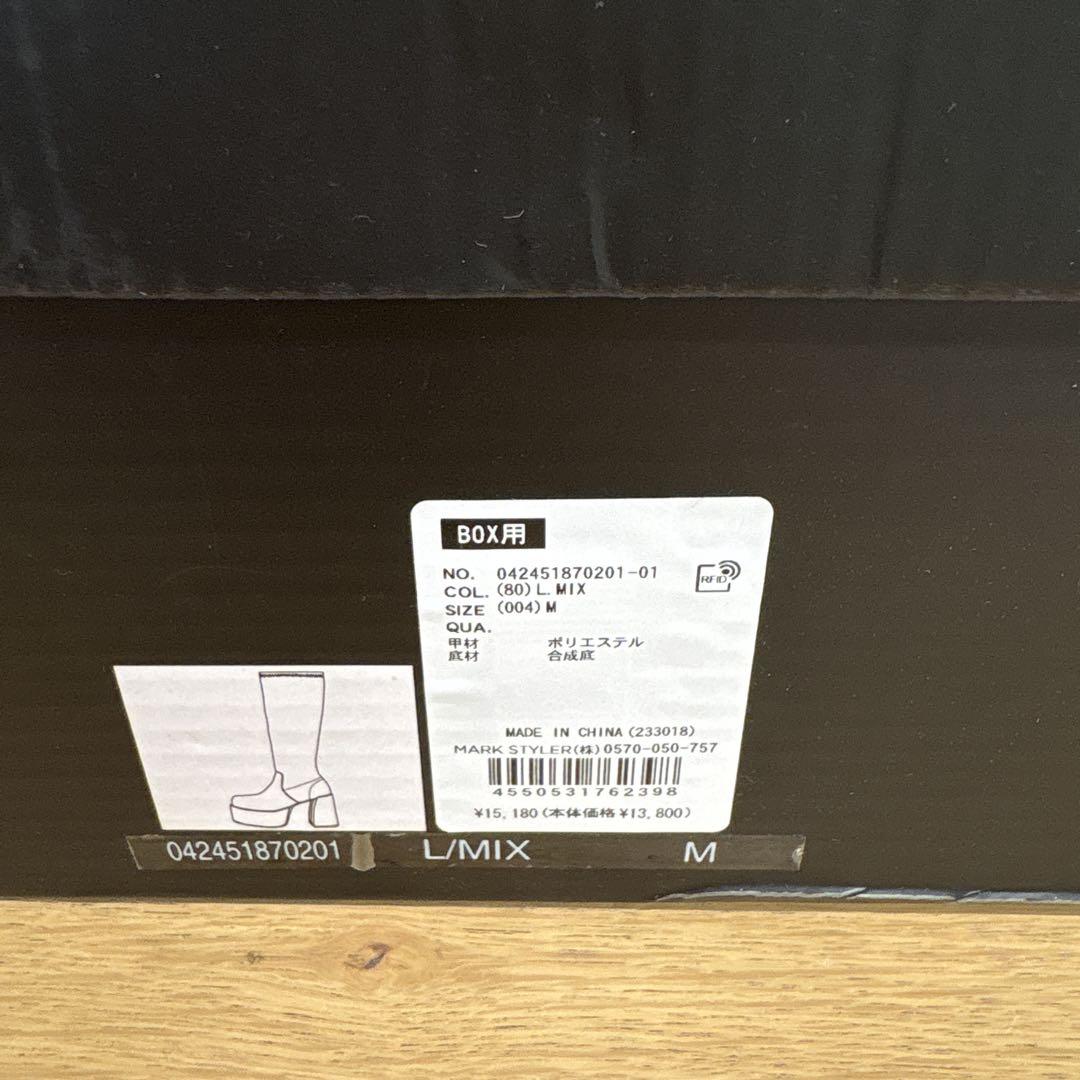 BOX用
NO. 042451870201-01
RFID
COL. (80)L.MIX
SIZE (004)M
QUA.
甲材 ポリエステル
底材 合成底
MADE IN CHINA(233018)
MARK STYLER(株)0570-050-757
4550531762398
¥15,180(本体価格¥13,800)
042451870201 L/MIX M